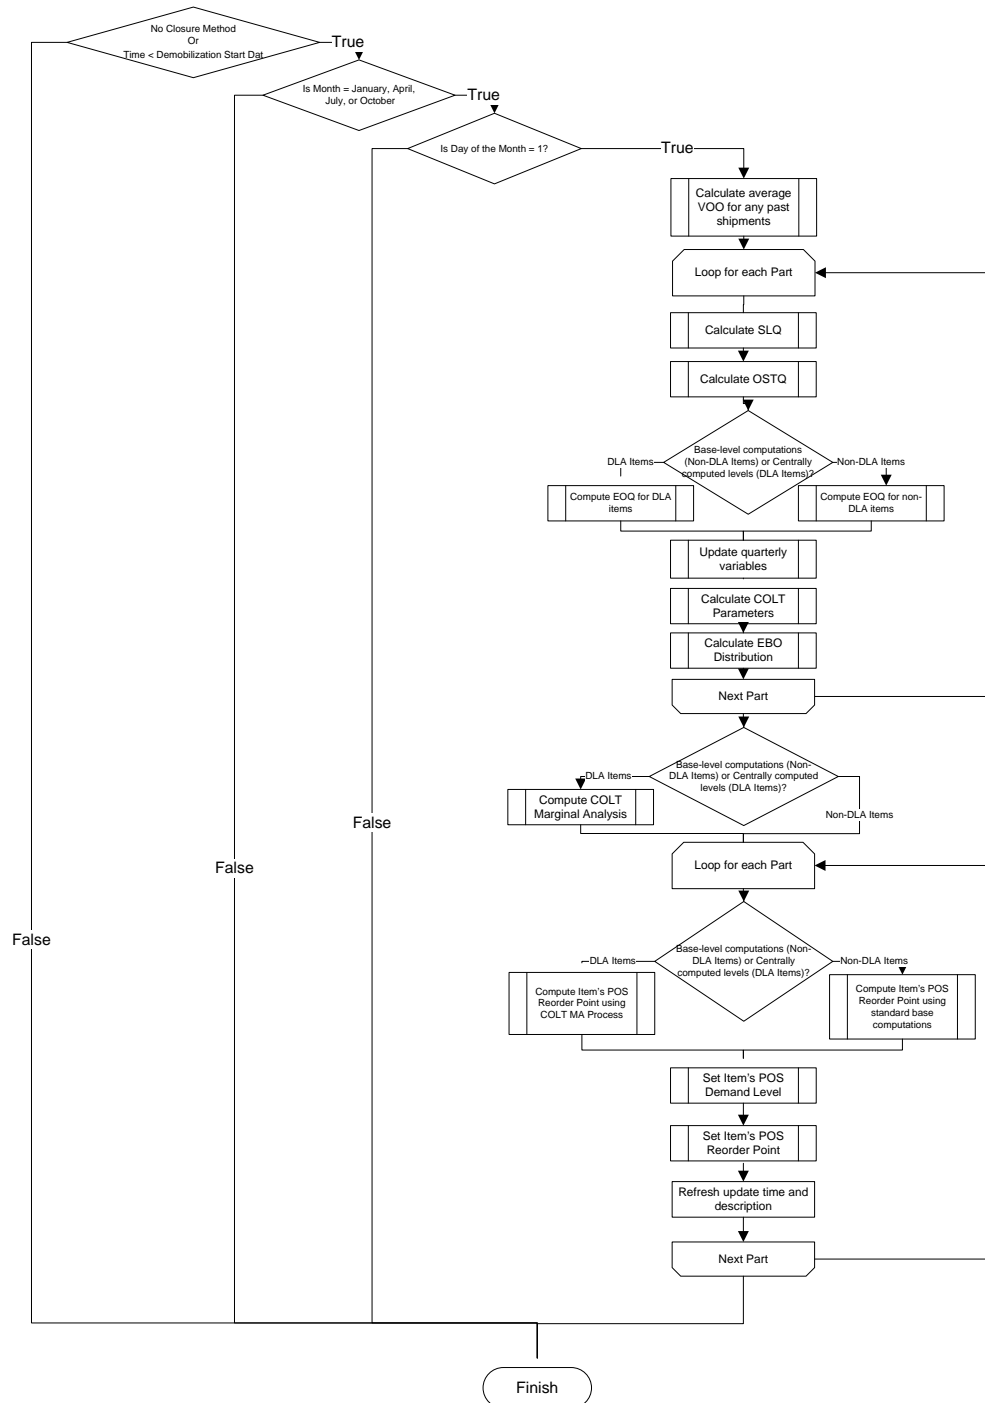 No Closure Method
Or
Time < Demobilization Start Dat
True
Is Month = January, April,
July, or October
True
Is Day of the Month = 1?
True
Calculate average
VOO for any past
shipments
Loop for each Part
Calculate SLQ
Calculate OSTQ
Base-level computations
(Non-DLA Items) or Centrally
computed levels (DLA Items)?
DLA Items
Non-DLA Items
Compute EOQ for DLA
items
Compute EOQ for non-
DLA items
Update quarterly
variables
Calculate COLT
Parameters
Calculate EBO
Distribution
Next Part
Base-level computations (Non-
DLA Items) or Centrally computed
levels (DLA Items)?
DLA Items
Compute COLT
Marginal Analysis
Non-DLA Items
False
Loop for each Part
False
False
Base-level computations (Non-
DLA Items) or Centrally
computed levels (DLA Items)?
DLA Items
Non-DLA Items
Compute Item's POS
Reorder Point using
COLT MA Process
Compute Item's POS
Reorder Point using
standard base
computations
Set Item's POS
Demand Level
Set Item's POS
Reorder Point
Refresh update time and
description
Next Part
Finish